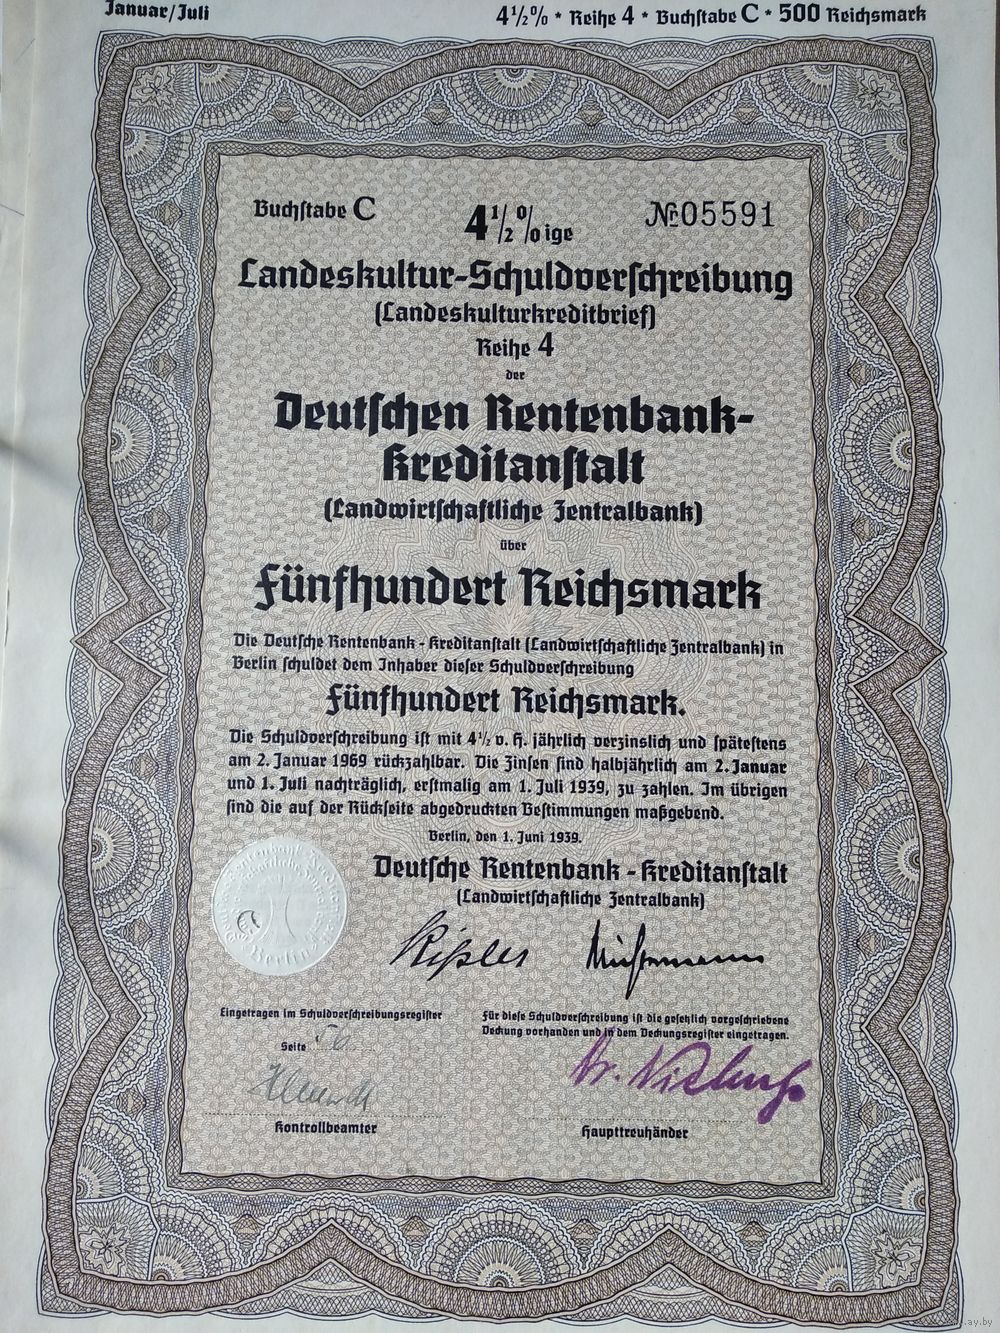 Januar/Juli
4½% * Reihe 4 * Buchstabe C * 500 Reichsmark
Buchstabe C
4½%ige
№05591
Landeskultur-Schuldverschreibung
(Landeskulturkreditbrief)
Reihe 4
der
Deutschen Rentenbank-
Kreditanstalt
(Landwirtschaftliche Zentralbank)
über
Fünfhundert Reichsmark
Die Deutsche Rentenbank-Kreditanstalt (Landwirtschaftliche Zentralbank) in
Berlin schuldet dem Inhaber dieser Schuldverschreibung
Fünfhundert Reichsmark.
Die Schuldverschreibung ist mit 4½ v. H. jährlich verzinslich und spätestens
am 2. Januar 1969 rückzahlbar. Die Zinsen sind halbjährlich am 2. Januar
und 1. Juli nachträglich, erstmalig am 1. Juli 1939, zu zahlen. Im übrigen
sind die auf der Rückseite abgedruckten Bestimmungen maßgebend.
Berlin, den 1. Juni 1939.
Deutsche Rentenbank-Kreditanstalt
(Landwirtschaftliche Zentralbank)
Berlin
Eingetragen im Schuldverschreibungsregister
Seite
Kontrollbeamter
Für diese Schuldverschreibung ist die gesetzlich vorgeschriebene
Deckung vorhanden und in dem Deckungsregister eingetragen.
Dr.
Haupttreuhänder
ay.by